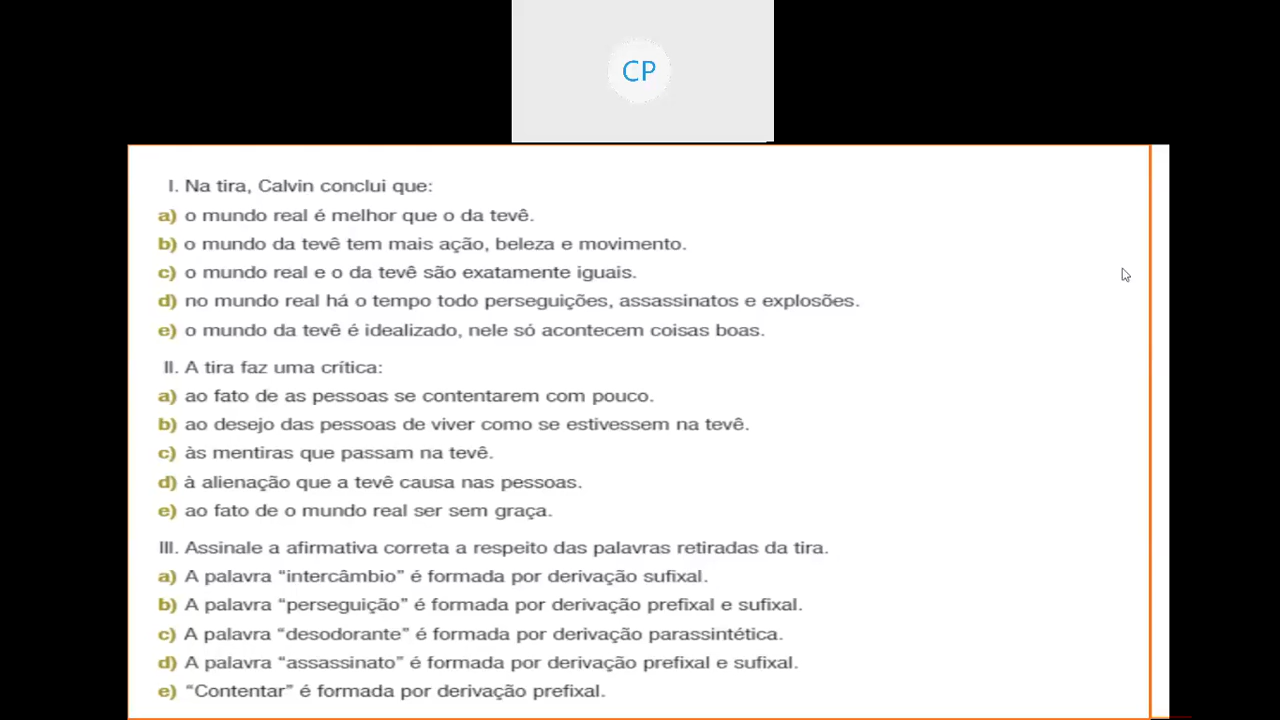 CP
I. Na tira, Calvin conclui que:
a) o mundo real é melhor que o da tevê.
b) o mundo da tevê tem mais ação, beleza e movimento.
c) o mundo real e o da tevê são exatamente iguais.
d) no mundo real há o tempo todo perseguições, assassinatos e explosões.
e) o mundo da tevê é idealizado, nele só acontecem coisas boas.
II. A tira faz uma crítica:
a) ao fato de as pessoas se contentarem com pouco.
b) ao desejo das pessoas de viver como se estivessem na tevê.
c) às mentiras que passam na tevê.
d) à alienação que a tevê causa nas pessoas.
e) ao fato de o mundo real ser sem graça.
III. Assinale a afirmativa correta a respeito das palavras retiradas da tira.
a) A palavra “intercâmbio” é formada por derivação sufixal.
b) A palavra “perseguição” é formada por derivação prefixal e sufixal.
c) A palavra “desodorante” é formada por derivação parassintética.
d) A palavra “assassinato” é formada por derivação prefixal e sufixal.
e) “Contentar” é formada por derivação prefixal.